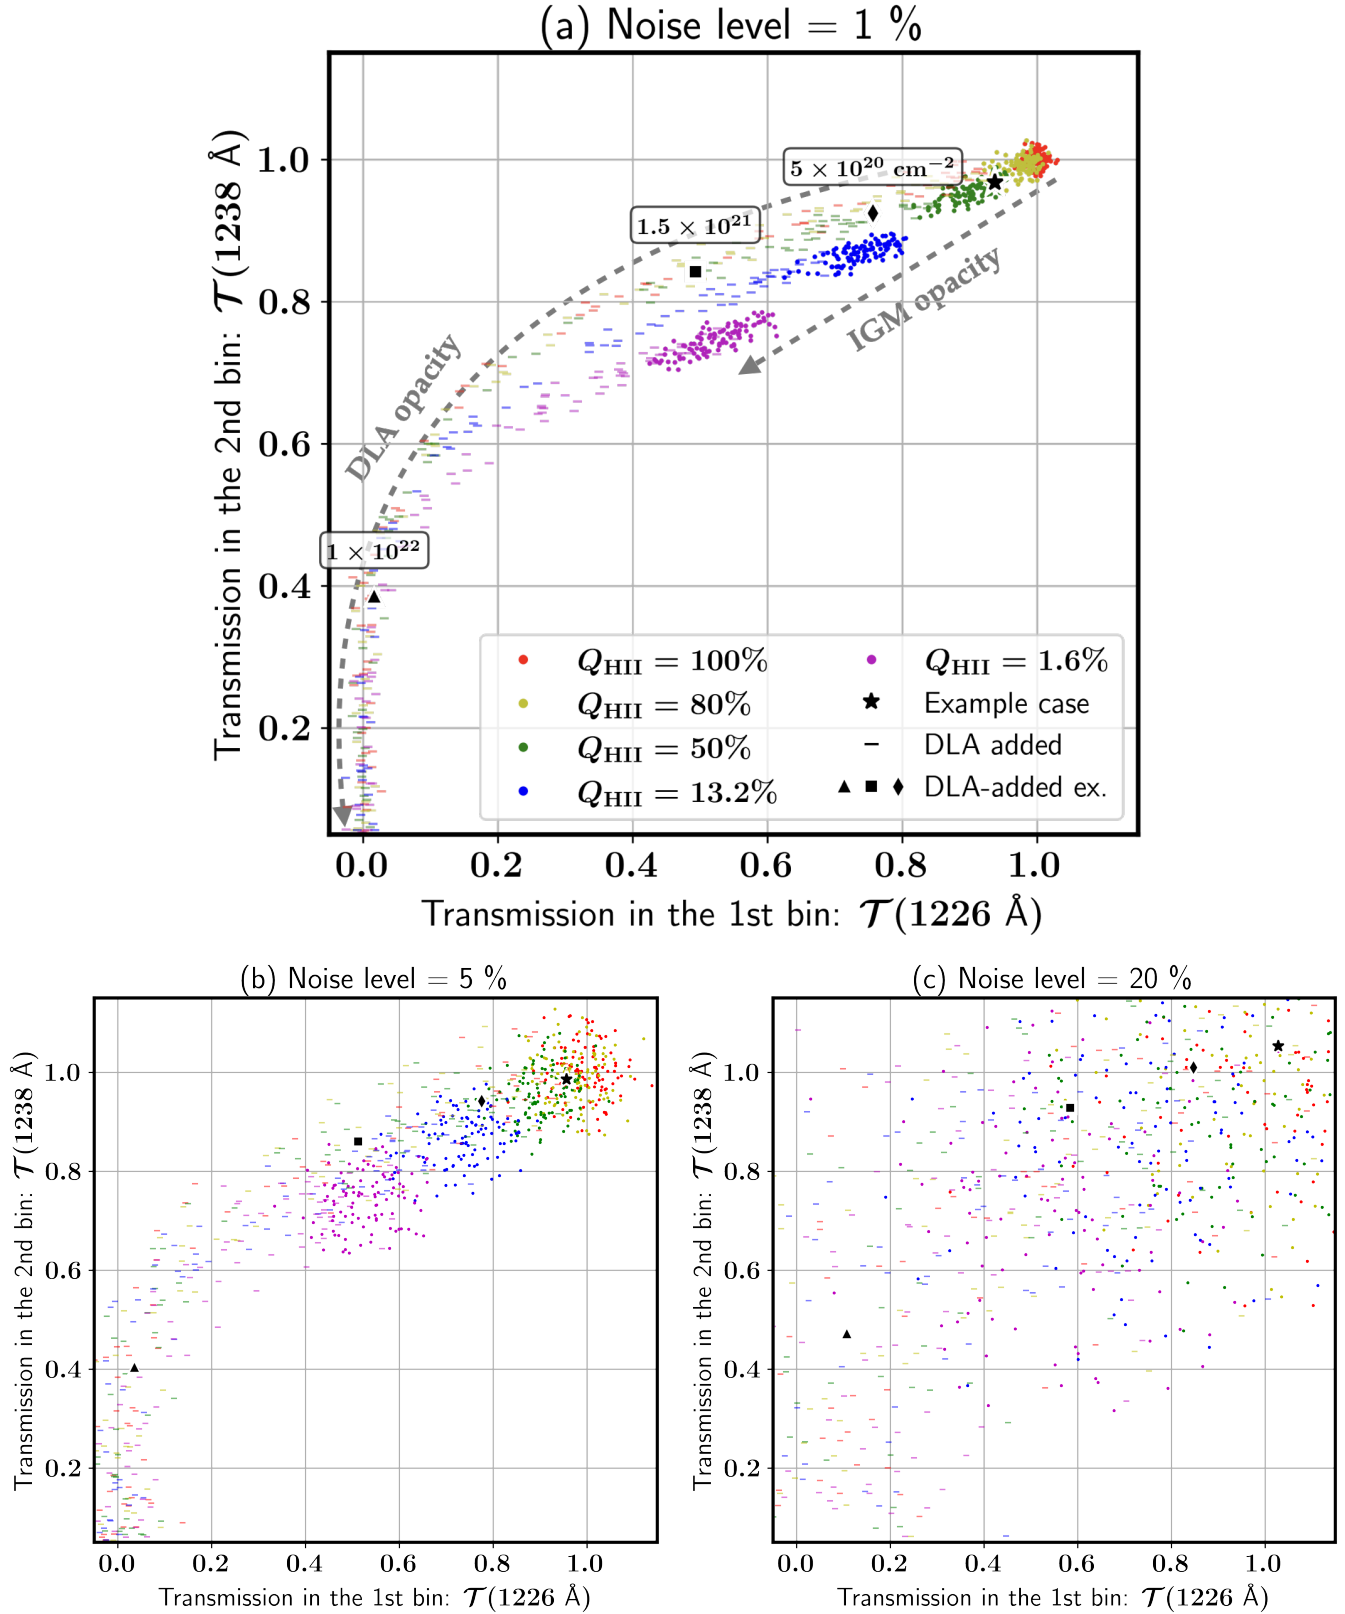 (a) Noise level = 1 %
Transmission in the 2nd bin: 𝒯(1238 Å)
1.0
0.8
0.6
0.4
0.2
5 × 10²⁰ cm⁻²
1.5 × 10²¹
1 × 10²²
DLA opacity
IGM opacity
Q_HII = 100%
Q_HII = 80%
Q_HII = 50%
Q_HII = 13.2%
Q_HII = 1.6%
Example case
DLA added
DLA-added ex.
0.0 0.2 0.4 0.6 0.8 1.0
Transmission in the 1st bin: 𝒯(1226 Å)
(b) Noise level = 5 %
Transmission in the 2nd bin: 𝒯(1238 Å)
1.0
0.8
0.6
0.4
0.2
0.0 0.2 0.4 0.6 0.8 1.0
Transmission in the 1st bin: 𝒯(1226 Å)
(c) Noise level = 20 %
Transmission in the 2nd bin: 𝒯(1238 Å)
1.0
0.8
0.6
0.4
0.2
0.0 0.2 0.4 0.6 0.8 1.0
Transmission in the 1st bin: 𝒯(1226 Å)